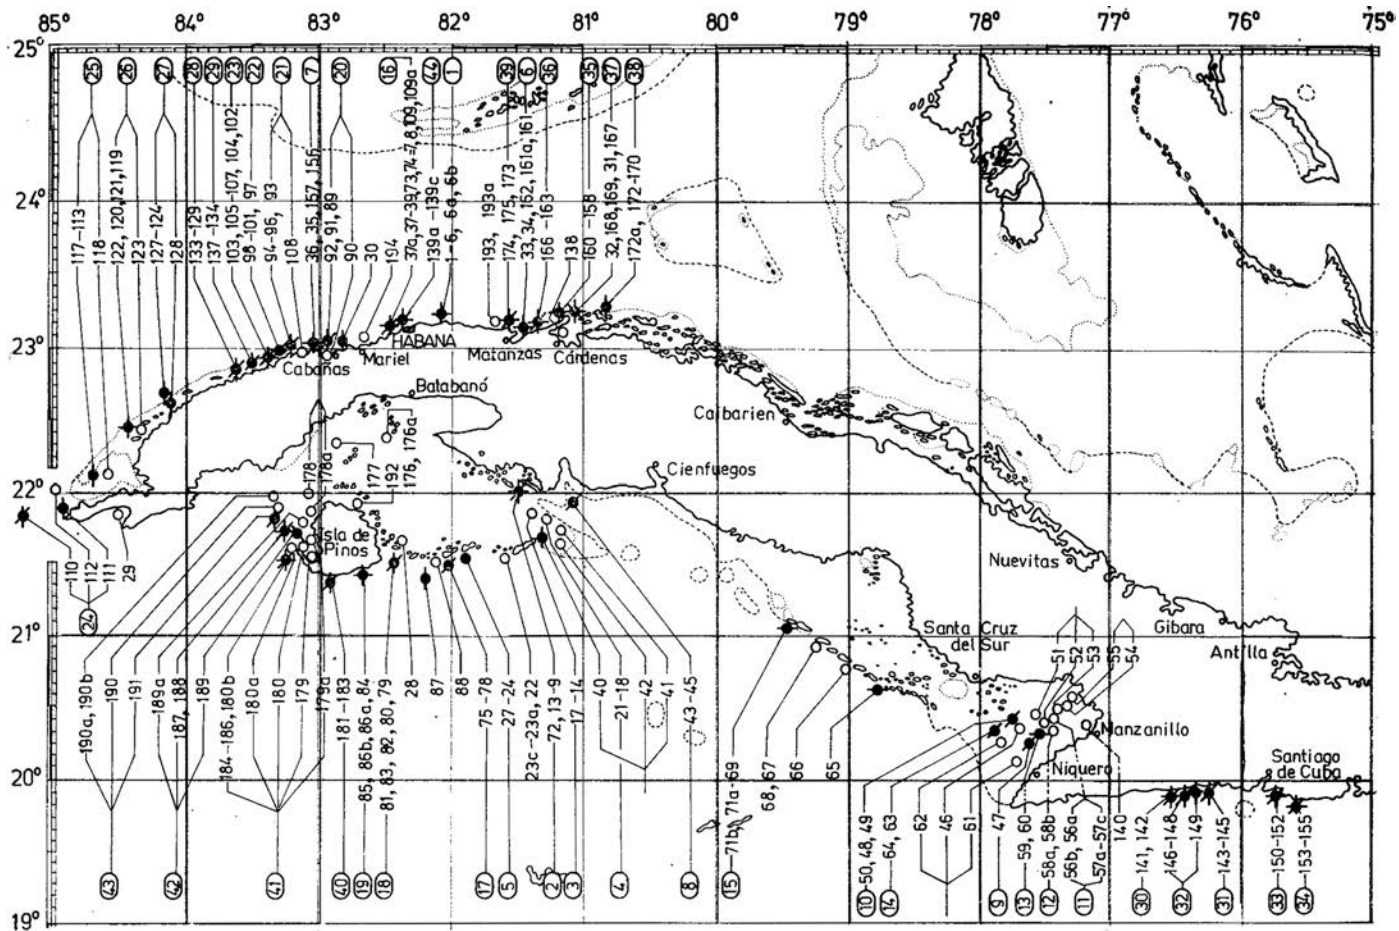 85° 84° 83° 82° 81° 80° 79° 78° 77° 76° 75°
25°
25 26 27 28 29 23 22 21 7 20 16 44 1 39 6 36 35 37 38
117-113
118
122, 120, 121, 119
123
127-124
128
133-129
137-134
103, 105-107, 104, 102
98-101, 97
94-96, 93
108
36, 35, 157, 156
92, 91, 89
90
30
194
139a-139c
1-6, 6a, 6b
193, 193a
174, 175, 173
33, 34, 162, 161a, 161
166-163
138
160-158
32, 168, 169, 31, 167
172a, 172-170
24°
23°
HABANA
Mariel
Cabañas
Matanzas
Cárdenas
Batabanó
Caibarien
Cienfuegos
178
178a
177
192
176, 176a
22°
Isla de
Pinos
Nuevitas
110
112
111
29
24
21°
Gibara
Antilla
Santa Cruz
del Sur
51
52
53
55
54
190a, 190b
190
191
189a
187, 188
189
184-186, 180b
180a
180
179
179a
181-183
85, 86b, 86a, 84
81, 83, 82, 80, 79
28
87
88
75-78
27-24
23c-23a, 22
72, 13-9
17-14
40
21-18
42
41
43-45
71b, 71a-69
68, 67
66
65
50, 48, 49
64, 63
62
46
61
47
59, 60
58a, 58b
56b, 56a
57a-57c
140
141, 142
146-148
149
143-145
150-152
153-155
Manzanillo
Niquero
Santiago
de Cuba
20°
43 42 41 40 19 18 17 5 2 3 4 8 15 10 14 9 13 12 11 30 32 31 33 34
19°